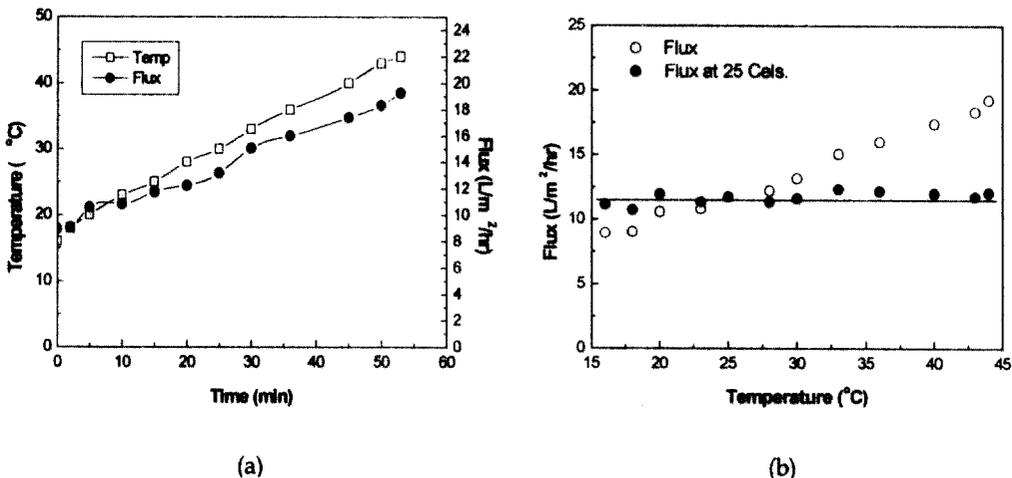 50
40
30
20
10
0
Temperature ( °C)
Temp
Flux
24
22
20
18
16
14
12
10
8
6
4
2
0
Flux (L/m²/hr)
0 10 20 30 40 50 60
Time (min)
(a)
25
20
15
10
5
0
Flux (L/m²/hr)
Flux
Flux at 25 Cels.
15 20 25 30 35 40 45
Temperature (°C)
(b)